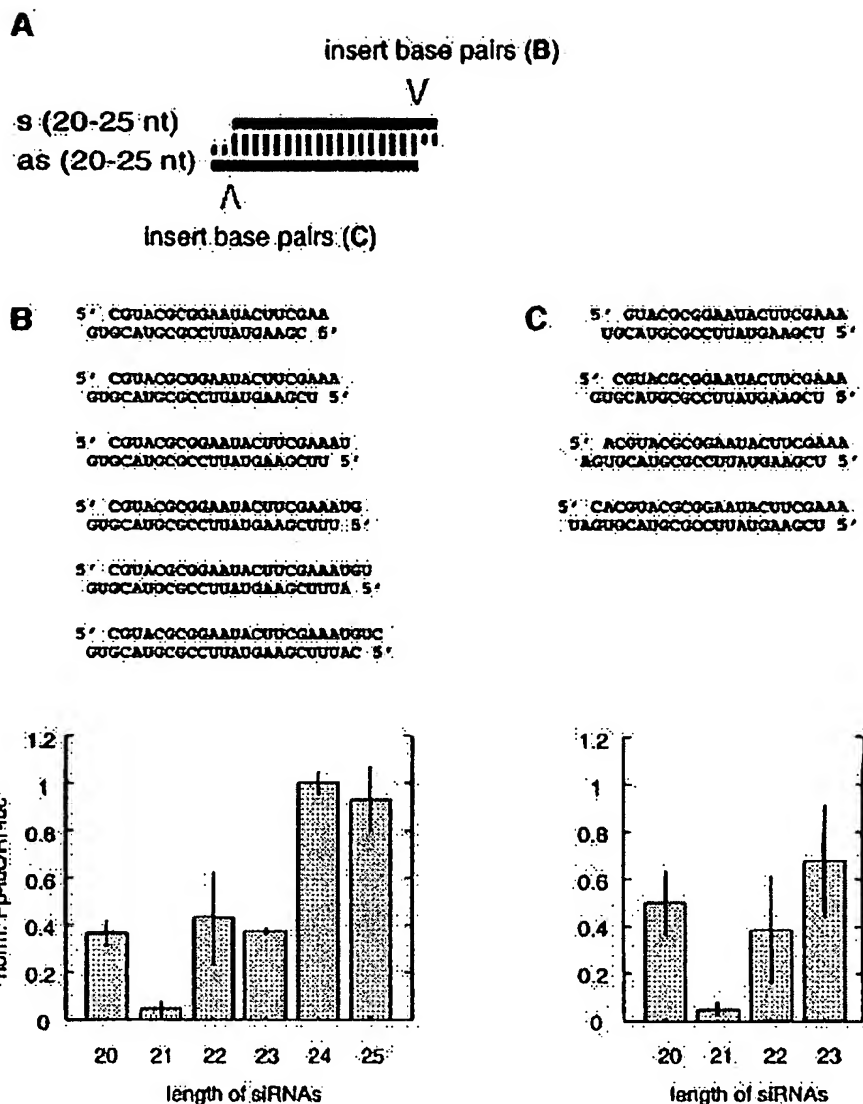 A
insert base pairs (B)
s (20-25 nt)
as (20-25 nt)
insert base pairs (C)
B
5' CGUACGCGGAAUACUUCGAA
GUGCAUGCGCCUUAUGAAGC 5'
5' CGUACGCGGAAUACUUCGAAA
GUGCAUGCGCCUUAUGAAGCU 5'
5' CGUACGCGGAAUACUUCGAAAU
GUGCAUGCGCCUUAUGAAGCUU 5'
5' CGUACGCGGAAUACUUCGAAAUG
GUGCAUGCGCCUUAUGAAGCUUU 5'
5' CGUACGCGGAAUACUUCGAAAUGU
GUGCAUGCGCCUUAUGAAGCUUUA 5'
5' CGUACGCGGAAUACUUCGAAAUGUC
GUGCAUGCGCCUUAUGAAGCUUUAC 5'
C
5' GUACGCGGAAUACUUCGAAA
UGCAUGCGCCUUAUGAAGCU 5'
5' CGUACGCGGAAUACUUCGAAA
GUGCAUGCGCCUUAUGAAGCU 5'
5' ACGUACGCGGAAUACUUCGAAA
AGUGCAUGCGCCUUAUGAAGCU 5'
5' CACGUACGCGGAAUACUUCGAAA
UAGUGCAUGCGCCUUAUGAAGCU 5'
1.2
1
0.8
0.6
0.4
0.2
0
20 21 22 23 24 25
length of siRNAs
1.2
1
0.8
0.6
0.4
0.2
0
20 21 22 23
length of siRNAs